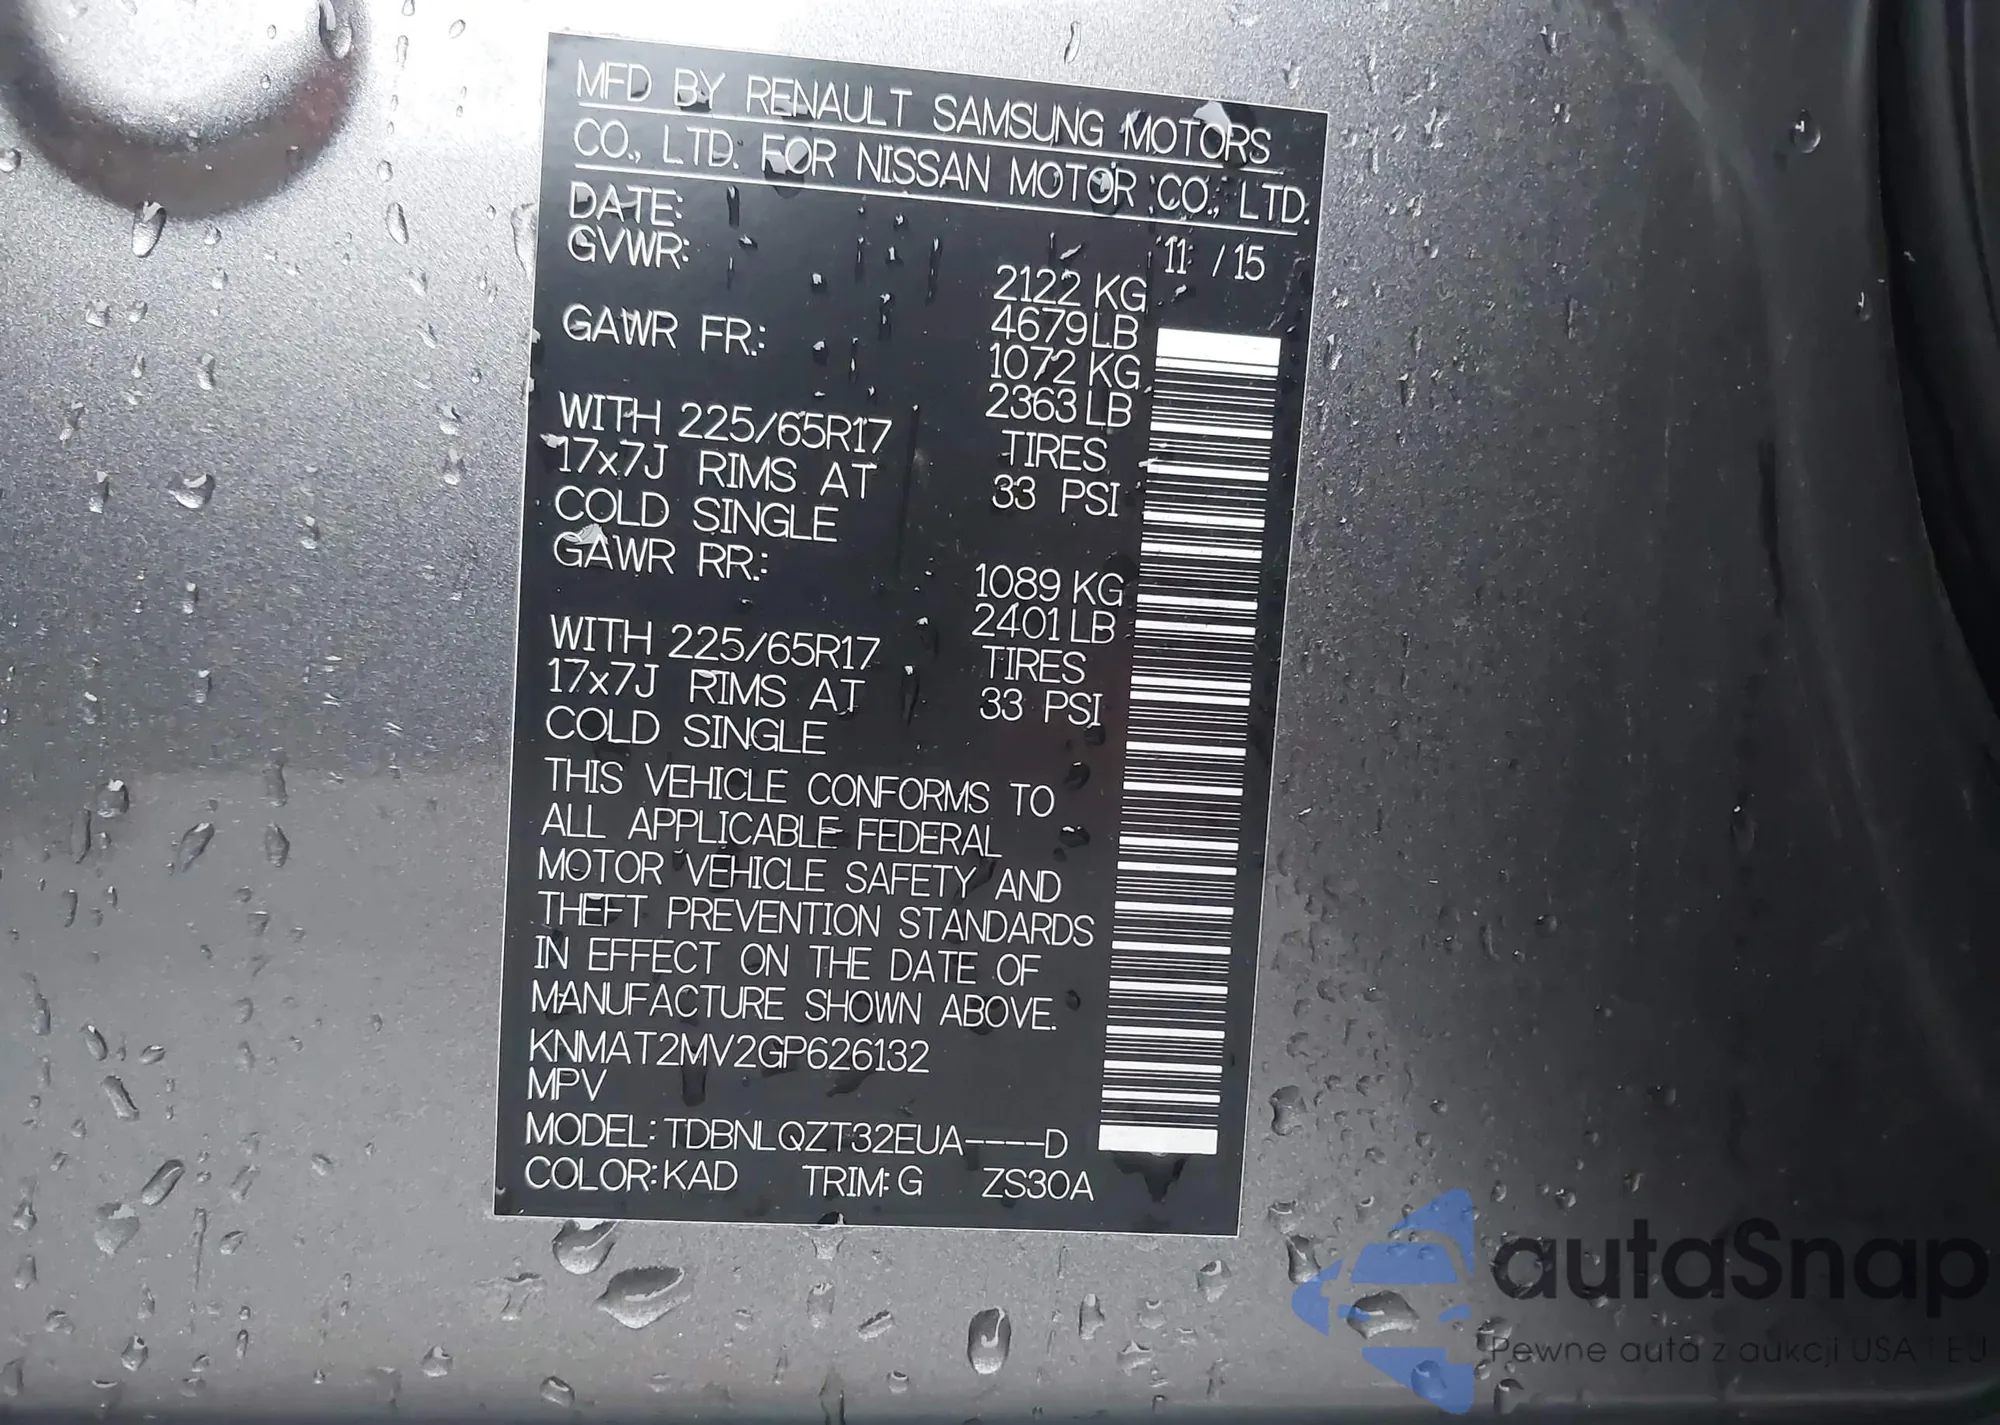 MFD BY RENAULT SAMSUNG MOTORS
CO., LTD. FOR NISSAN MOTOR CO., LTD.
DATE: 11 / 15
GVWR: 2122 KG
4679 LB
GAWR FR.: 1072 KG
2363 LB
WITH 225/65R17 TIRES
17x7J RIMS AT 33 PSI
COLD SINGLE
GAWR RR.: 1089 KG
2401 LB
WITH 225/65R17 TIRES
17x7J RIMS AT 33 PSI
COLD SINGLE
THIS VEHICLE CONFORMS TO
ALL APPLICABLE FEDERAL
MOTOR VEHICLE SAFETY AND
THEFT PREVENTION STANDARDS
IN EFFECT ON THE DATE OF
MANUFACTURE SHOWN ABOVE.
KNMAT2MV2GP626132
MPV
MODEL: TDBNLQZT32EUA----D
COLOR: KAD TRIM: G ZS30A
autaSnap
Pewne auta z aukcji USA i EJ